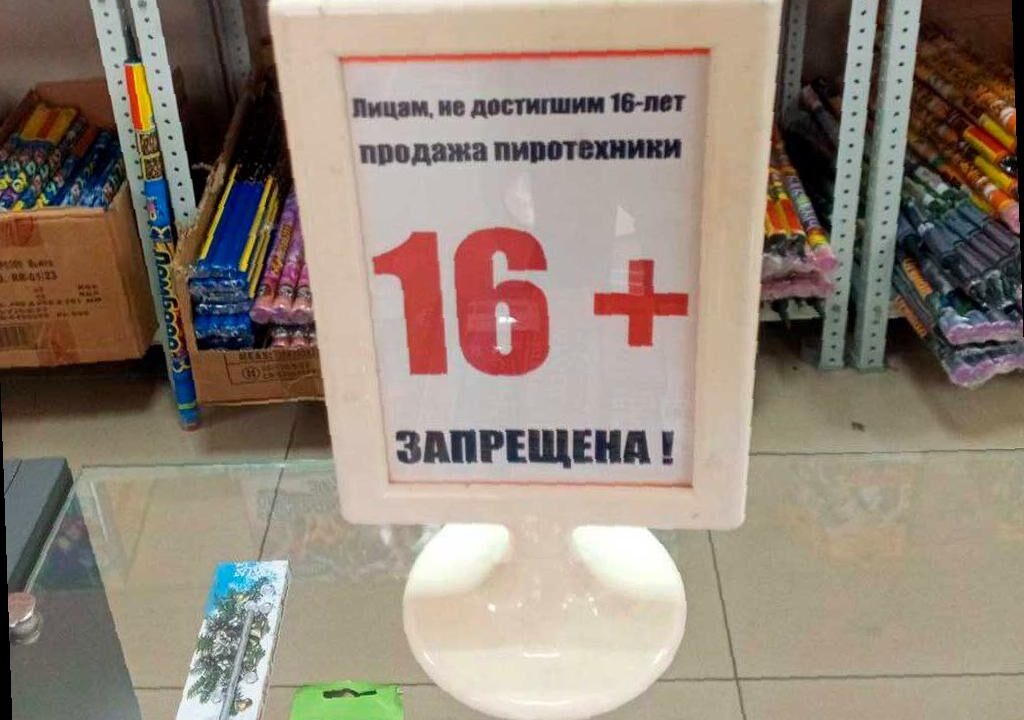 Лицам, не достигшим 16-лет
продажа пиротехники
16 +
ЗАПРЕЩЕНА !